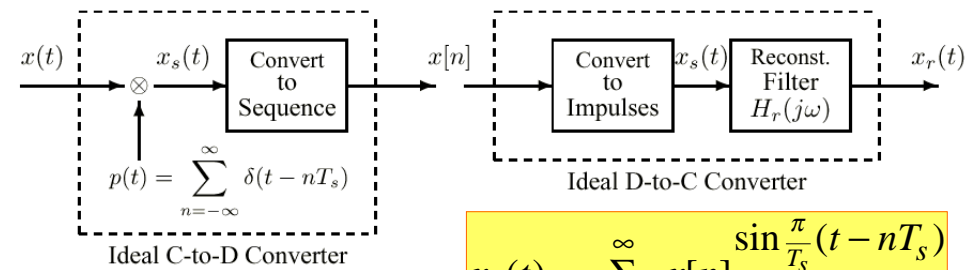 x(t)
x_s(t)
Convert
to
Sequence
x[n]
p(t) = ∑_{n=-∞}^{∞} δ(t − nT_s)
Ideal C-to-D Converter
Convert
to
Impulses
x_s(t)
Reconst.
Filter
H_r(jω)
x_r(t)
Ideal D-to-C Converter
∞
sin π/T_s (t − nT_s)